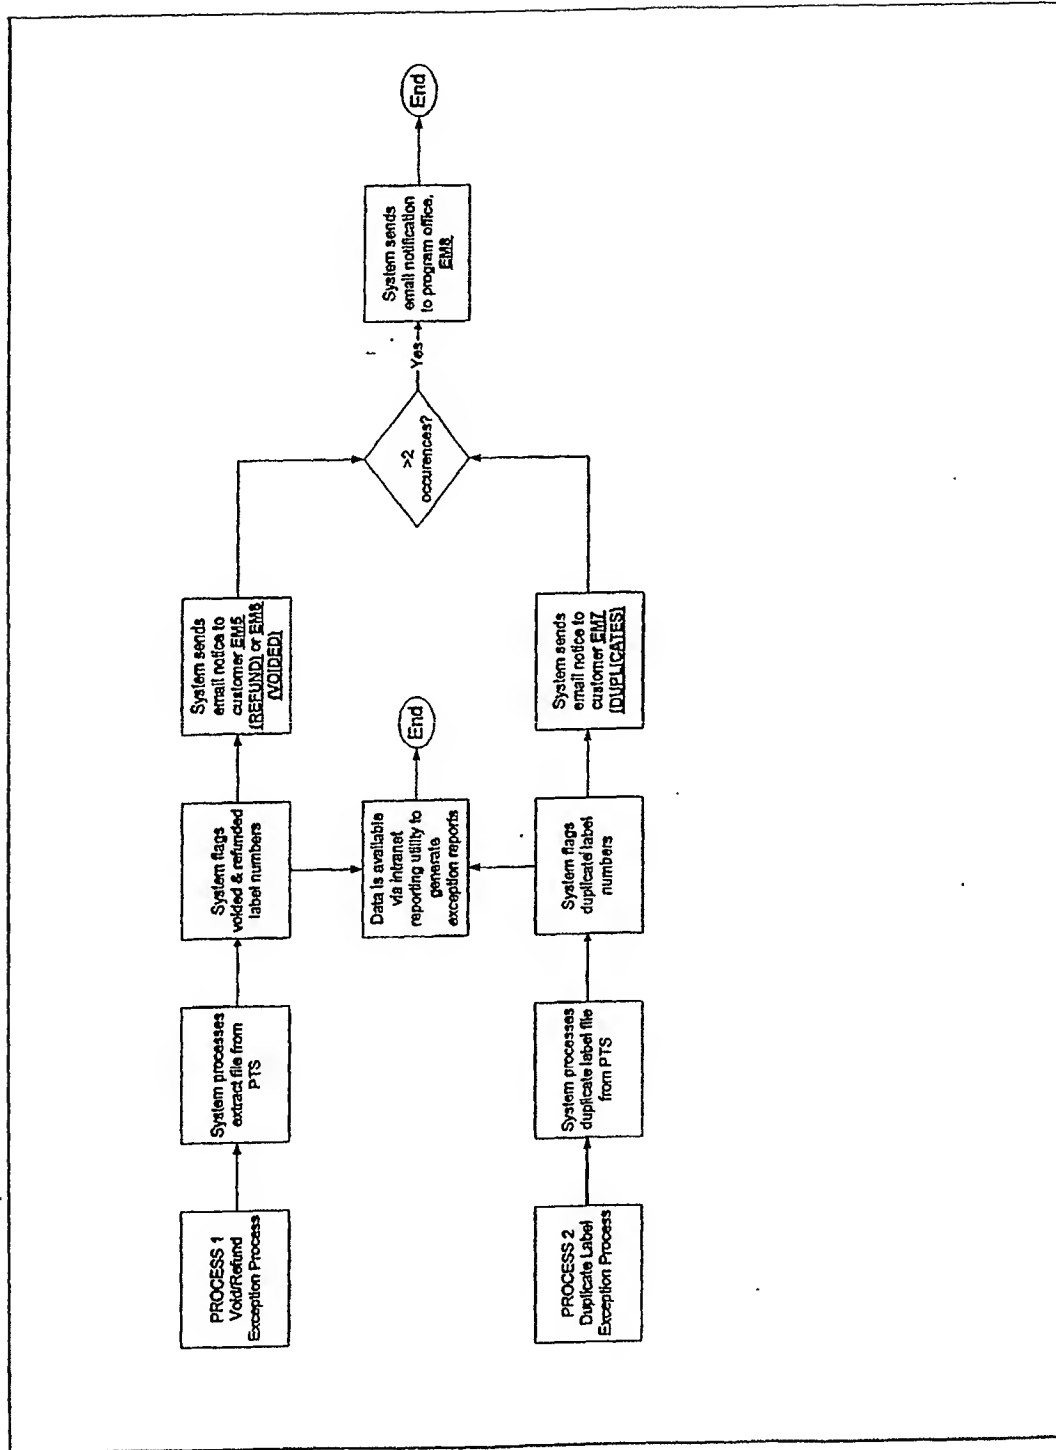 PROCESS 1
Void/Refund
Exception Process
System processes
extract file from
PTS
System flags
voided & refunded
label numbers
System sends
email notice to
customer EM5
(REFUND) or EM6
(VOIDED)
Data is available
via intranet
reporting utility to
generate
exception reports
End
>2
occurences?
Yes
System sends
email notification
to program office,
EM8
End
PROCESS 2
Duplicate Label
Exception Process
System processes
duplicate label file
from PTS
System flags
duplicate label
numbers
System sends
email notice to
customer EM7
(DUPLICATES)